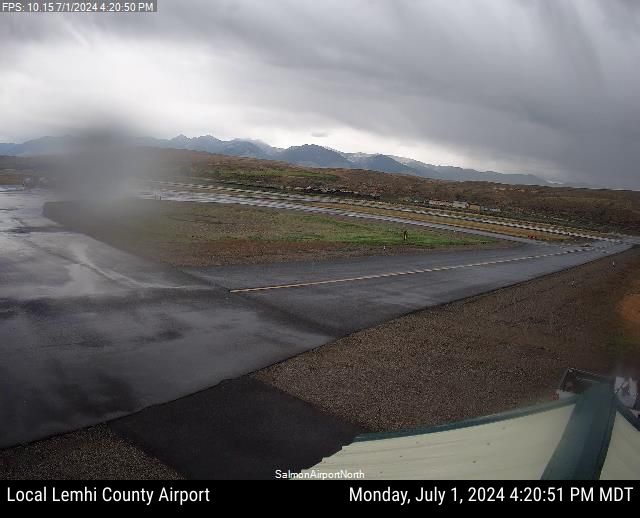 FPS: 10.15 7/1/2024 4:20:50 PM
SalmonAirportNorth
Local Lemhi County Airport
Monday, July 1, 2024 4:20:51 PM MDT